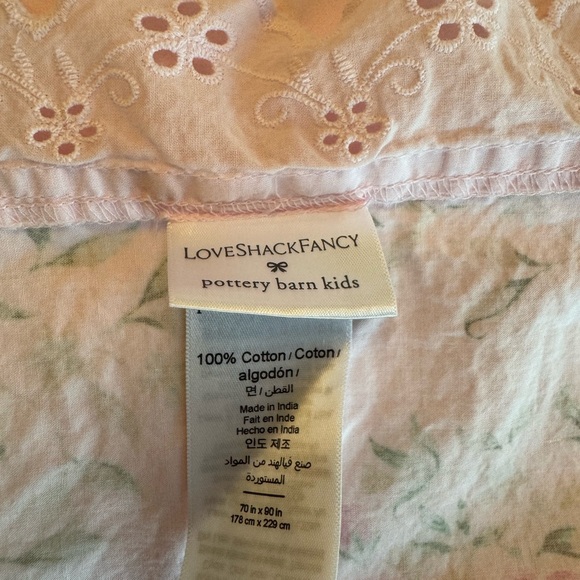 LOVESHACKFANCY
pottery barn kids
100% Cotton / Coton /
algodón /
면 / القطن /
Made in India
Fait en Inde
Hecho en India
인도 제조
صنع في الهند من المواد
المستوردة
70 in x 90 in
178 cm x 229 cm